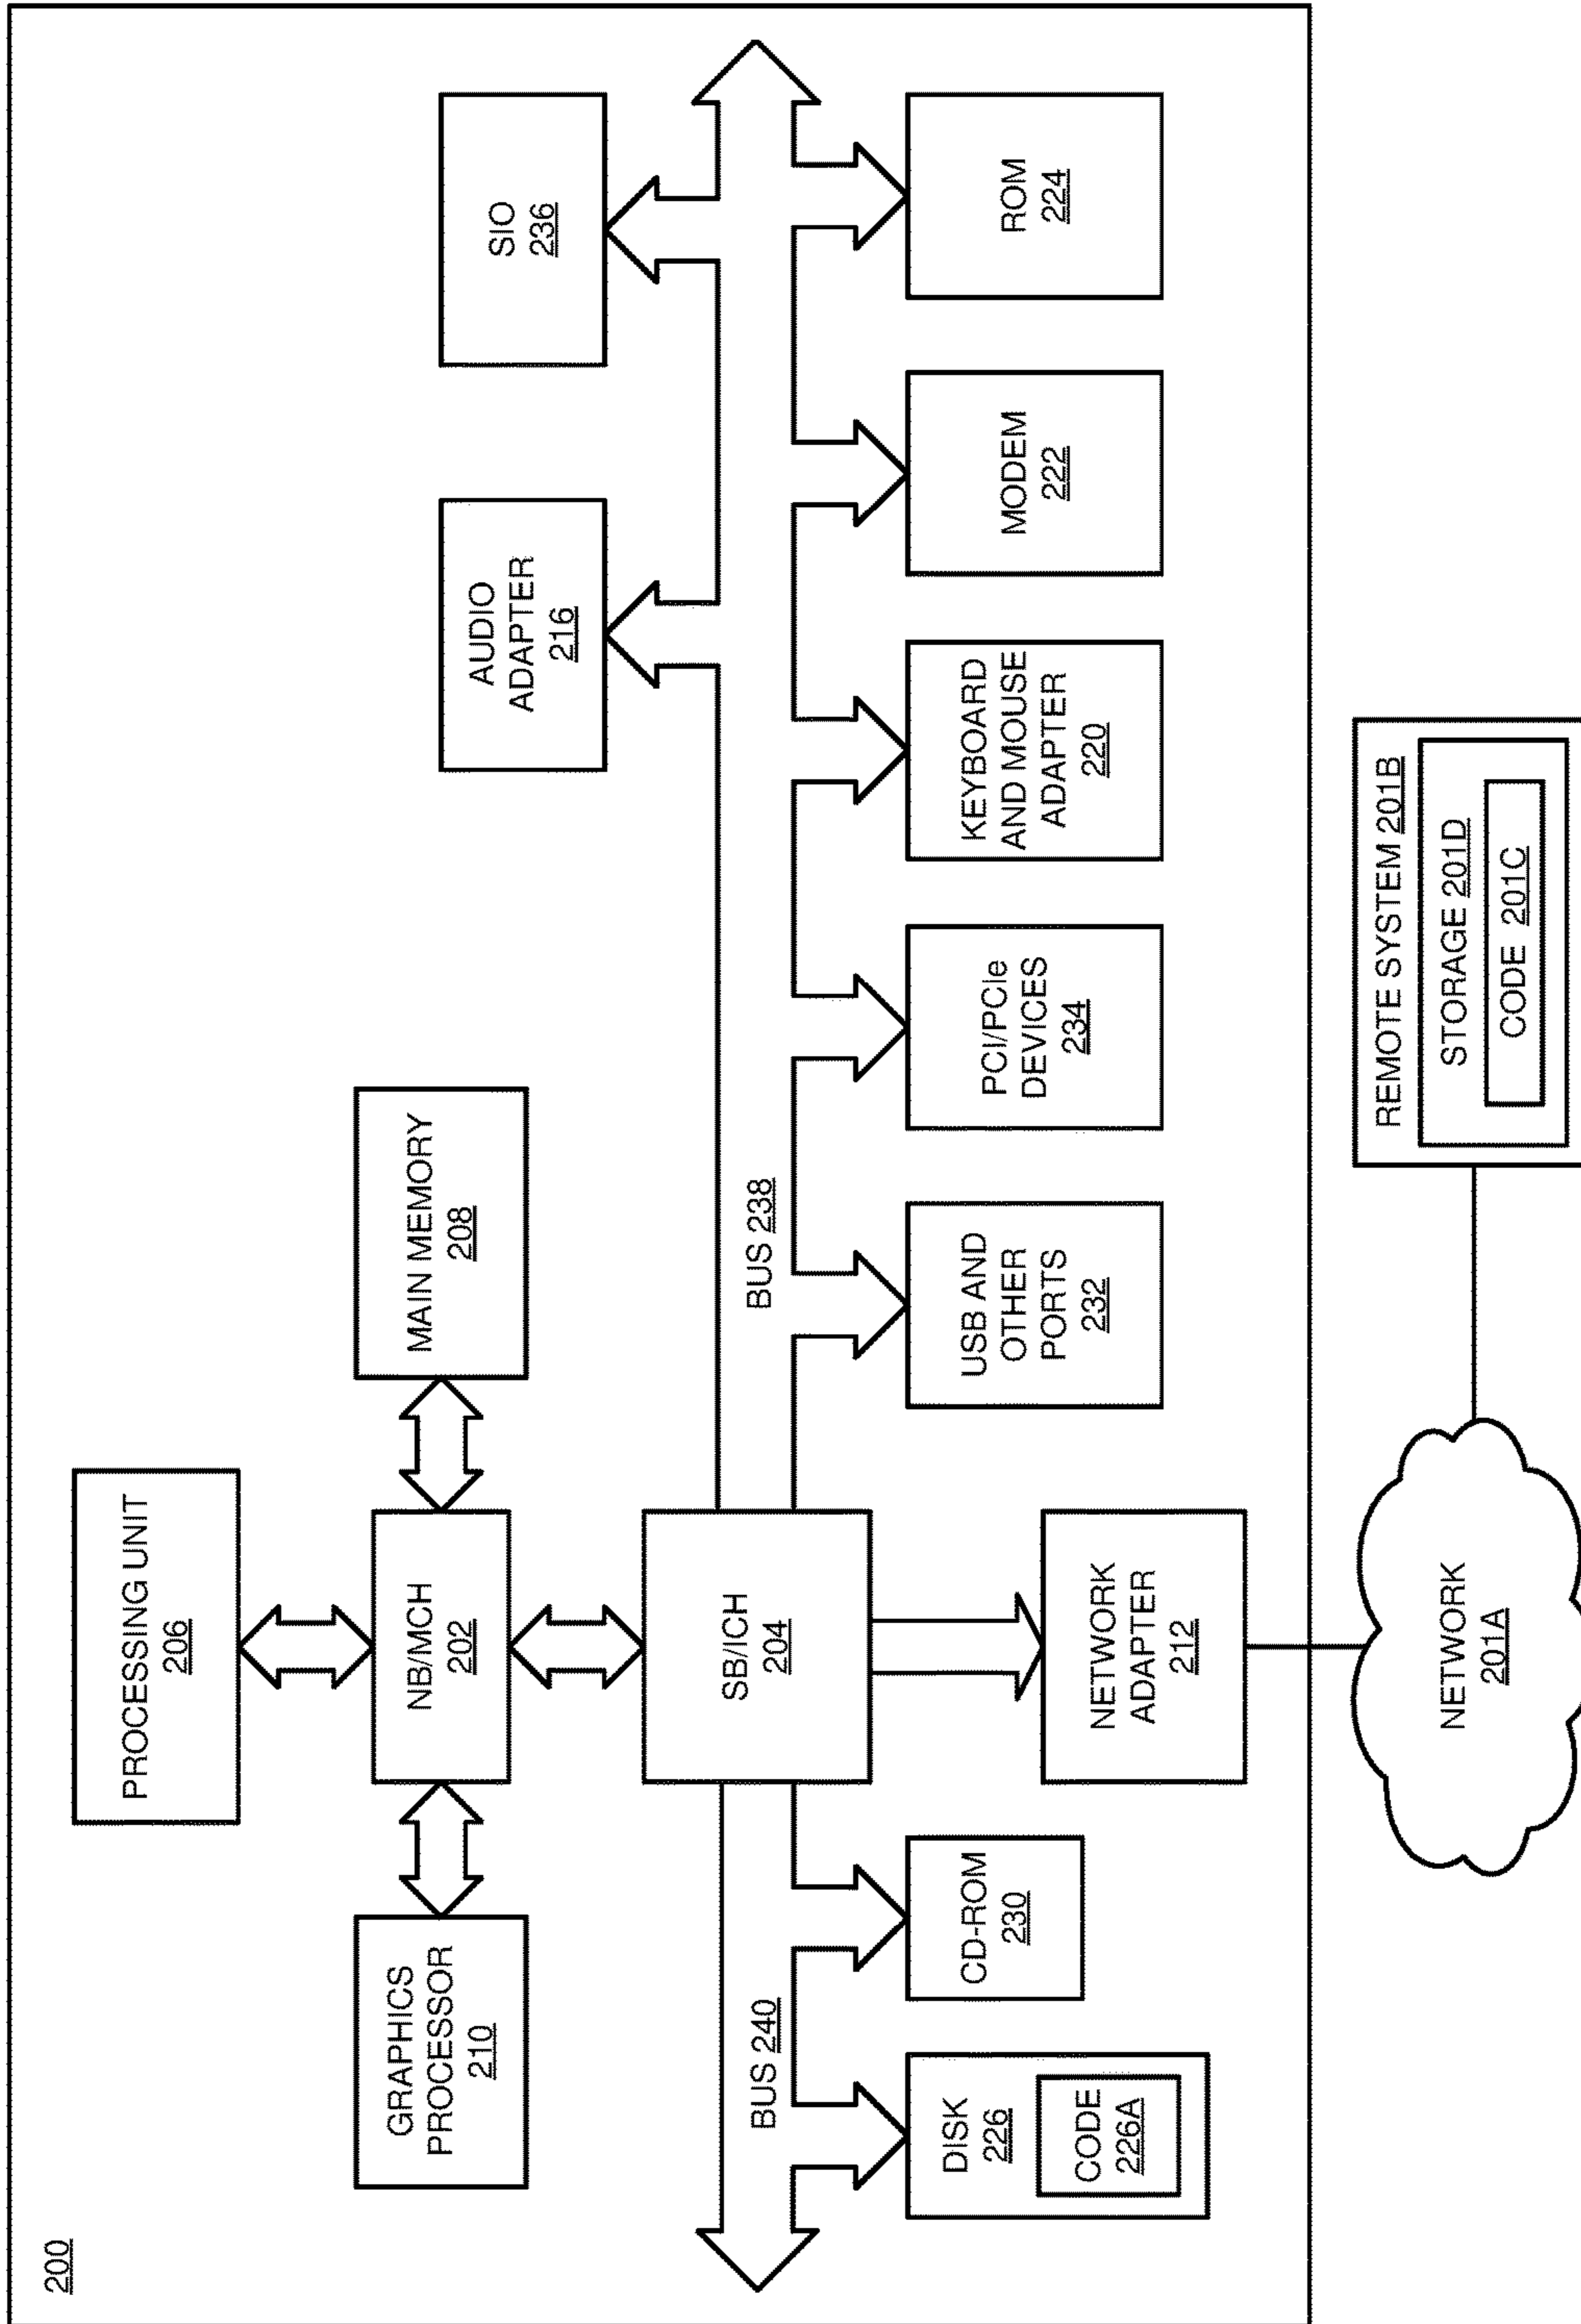 200
PROCESSING UNIT
206
GRAPHICS
PROCESSOR
210
NB/MCH
202
MAIN MEMORY
208
AUDIO
ADAPTER
216
SIO
236
SB/ICH
204
BUS 240
BUS 238
DISK
226
CODE
226A
CD-ROM
230
USB AND
OTHER
PORTS
232
PCI/PCIe
DEVICES
234
KEYBOARD
AND MOUSE
ADAPTER
220
MODEM
222
ROM
224
NETWORK
ADAPTER
212
NETWORK
201A
REMOTE SYSTEM 201B
STORAGE 201D
CODE 201C